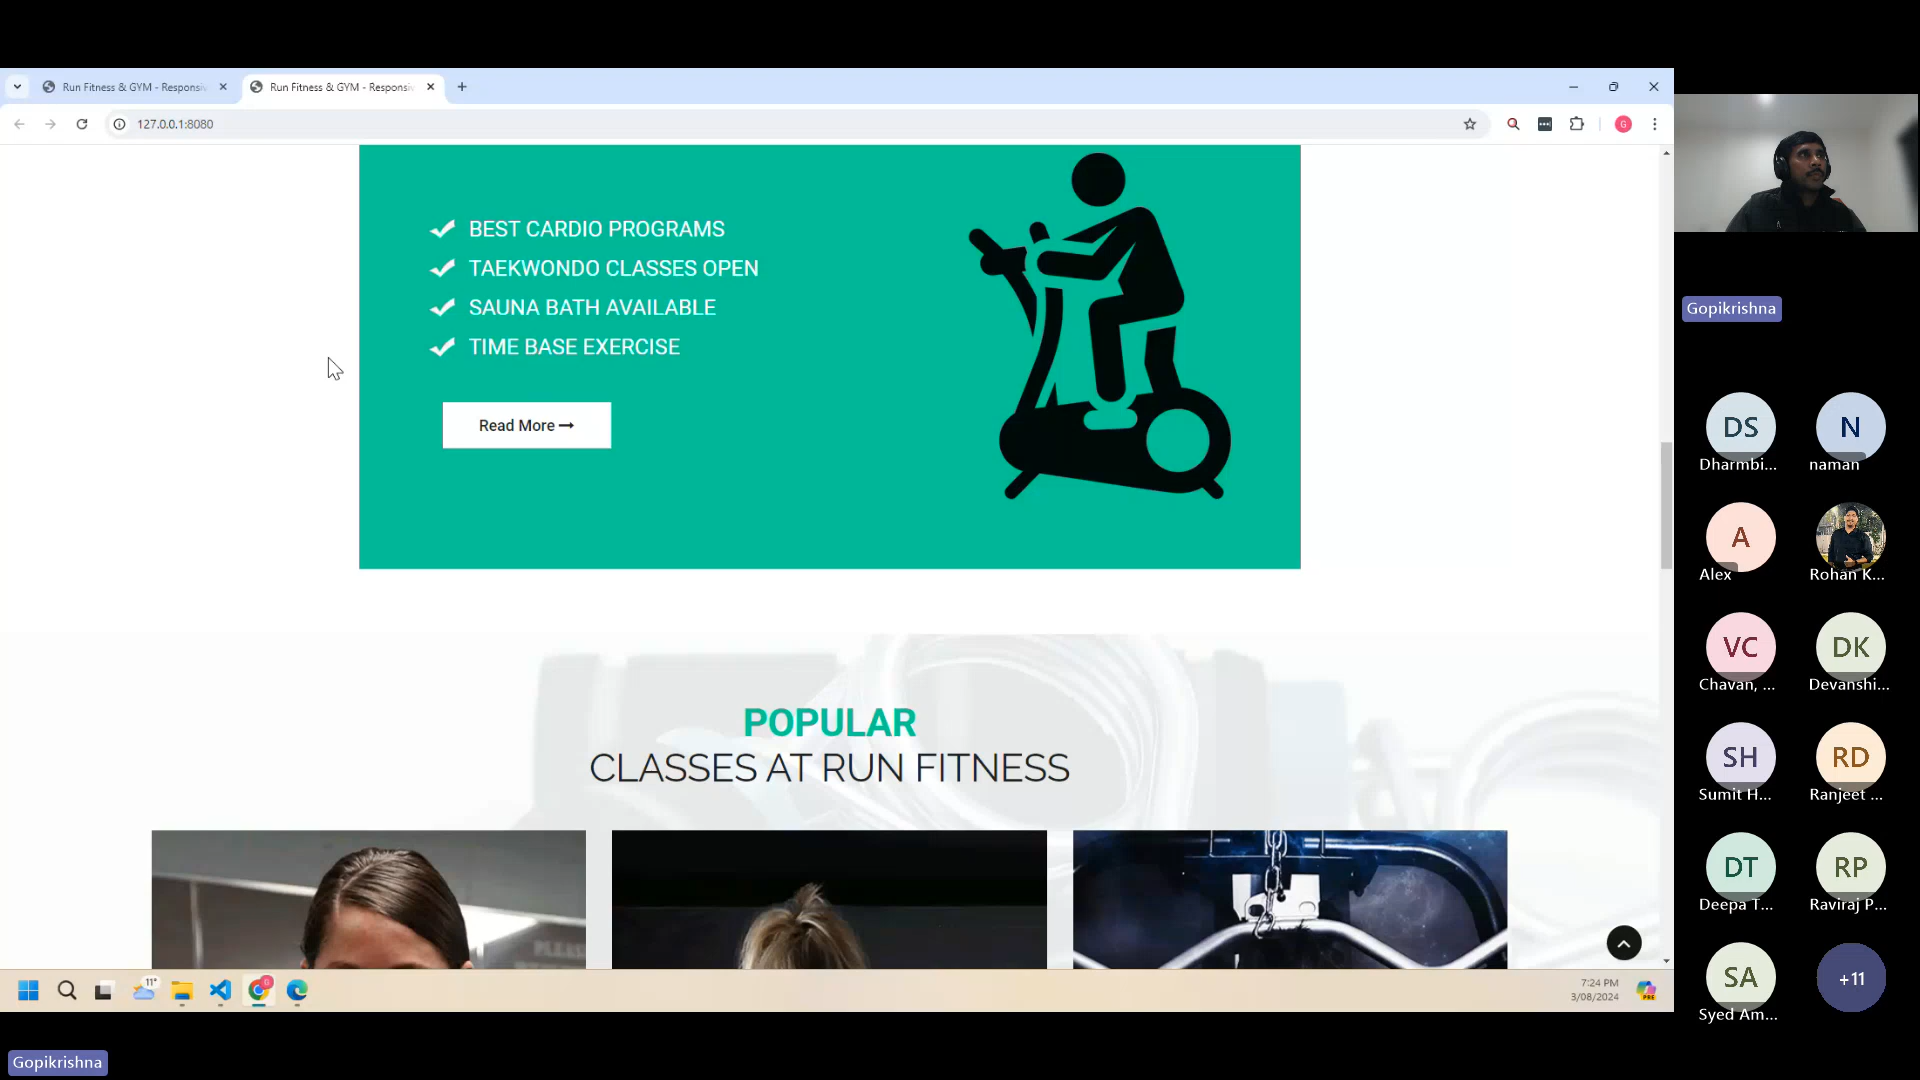 Run Fitness & GYM - Responsi
Run Fitness & GYM - Responsi
127.0.0.1:8080
G
BEST CARDIO PROGRAMS
TAEKWONDO CLASSES OPEN
SAUNA BATH AVAILABLE
TIME BASE EXERCISE
Read More
POPULAR
CLASSES AT RUN FITNESS
PLEASE
11°
7:24 PM
3/08/2024
PRE
Gopikrishna
DS
Dharmbi...
N
naman
A
Alex
Rohan K...
VC
Chavan, ...
DK
Devanshi...
SH
Sumit H...
RD
Ranjeet ...
DT
Deepa T...
RP
Raviraj P...
SA
Syed Am...
+11
Gopikrishna